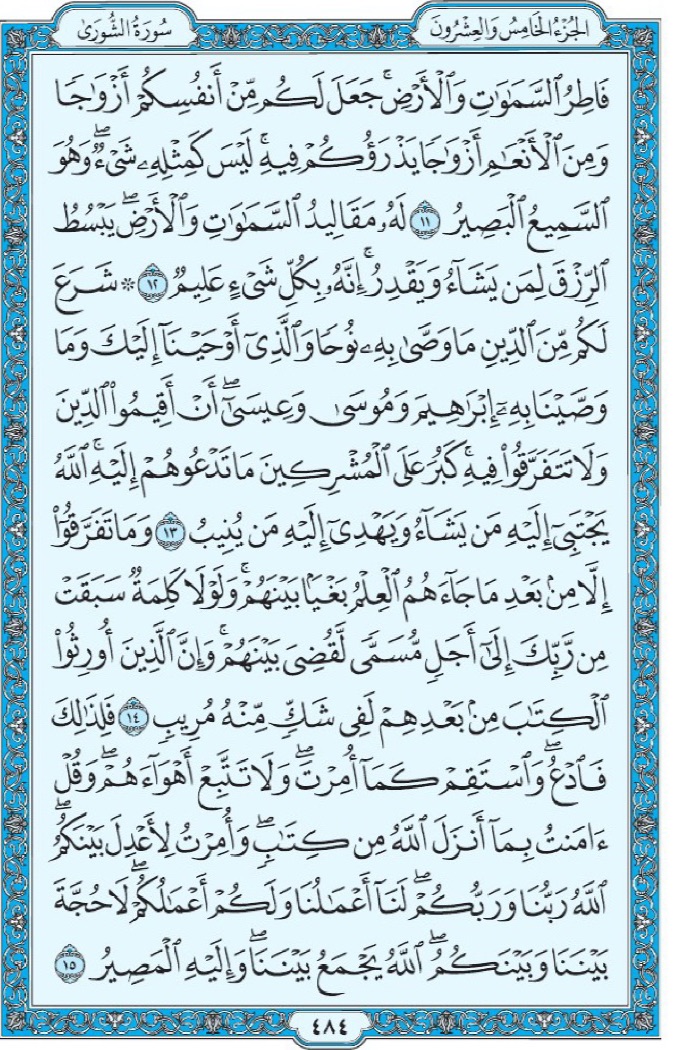 الجُزْءُ الخَامِسُ وَالعِشْرُونَ
سُورَةُ الشُّورَىٰ
فَاطِرُ ٱلسَّمَٰوَٰتِ وَٱلْأَرْضِۚ جَعَلَ لَكُم مِّنْ أَنفُسِكُمْ أَزْوَٰجًا
وَمِنَ ٱلْأَنْعَٰمِ أَزْوَٰجًا يَذْرَؤُكُمْ فِيهِۚ لَيْسَ كَمِثْلِهِۦ شَىْءٌۖ وَهُوَ
ٱلسَّمِيعُ ٱلْبَصِيرُ ١١ لَهُۥ مَقَالِيدُ ٱلسَّمَٰوَٰتِ وَٱلْأَرْضِۖ يَبْسُطُ
ٱلرِّزْقَ لِمَن يَشَآءُ وَيَقْدِرُۚ إِنَّهُۥ بِكُلِّ شَىْءٍ عَلِيمٌ ١٢ ۞ شَرَعَ
لَكُم مِّنَ ٱلدِّينِ مَا وَصَّىٰ بِهِۦ نُوحًا وَٱلَّذِىٓ أَوْحَيْنَآ إِلَيْكَ وَمَا
وَصَّيْنَا بِهِۦٓ إِبْرَٰهِيمَ وَمُوسَىٰ وَعِيسَىٰٓۖ أَنْ أَقِيمُوا۟ ٱلدِّينَ
وَلَا تَتَفَرَّقُوا۟ فِيهِۚ كَبُرَ عَلَى ٱلْمُشْرِكِينَ مَا تَدْعُوهُمْ إِلَيْهِۚ ٱللَّهُ
يَجْتَبِىٓ إِلَيْهِ مَن يَشَآءُ وَيَهْدِىٓ إِلَيْهِ مَن يُنِيبُ ١٣ وَمَا تَفَرَّقُوٓا۟
إِلَّا مِنۢ بَعْدِ مَا جَآءَهُمُ ٱلْعِلْمُ بَغْيًۢا بَيْنَهُمْۚ وَلَوْلَا كَلِمَةٌ سَبَقَتْ
مِن رَّبِّكَ إِلَىٰٓ أَجَلٍ مُّسَمًّى لَّقُضِىَ بَيْنَهُمْۚ وَإِنَّ ٱلَّذِينَ أُورِثُوا۟
ٱلْكِتَٰبَ مِنۢ بَعْدِهِمْ لَفِى شَكٍّ مِّنْهُ مُرِيبٍ ١٤ فَلِذَٰلِكَ
فَٱدْعُۖ وَٱسْتَقِمْ كَمَآ أُمِرْتَۖ وَلَا تَتَّبِعْ أَهْوَآءَهُمْۖ وَقُلْ
ءَامَنتُ بِمَآ أَنزَلَ ٱللَّهُ مِن كِتَٰبٍۖ وَأُمِرْتُ لِأَعْدِلَ بَيْنَكُمُۖ
ٱللَّهُ رَبُّنَا وَرَبُّكُمْۖ لَنَآ أَعْمَٰلُنَا وَلَكُمْ أَعْمَٰلُكُمْۖ لَا حُجَّةَ
بَيْنَنَا وَبَيْنَكُمُۖ ٱللَّهُ يَجْمَعُ بَيْنَنَاۖ وَإِلَيْهِ ٱلْمَصِيرُ ١٥
٤٨٤